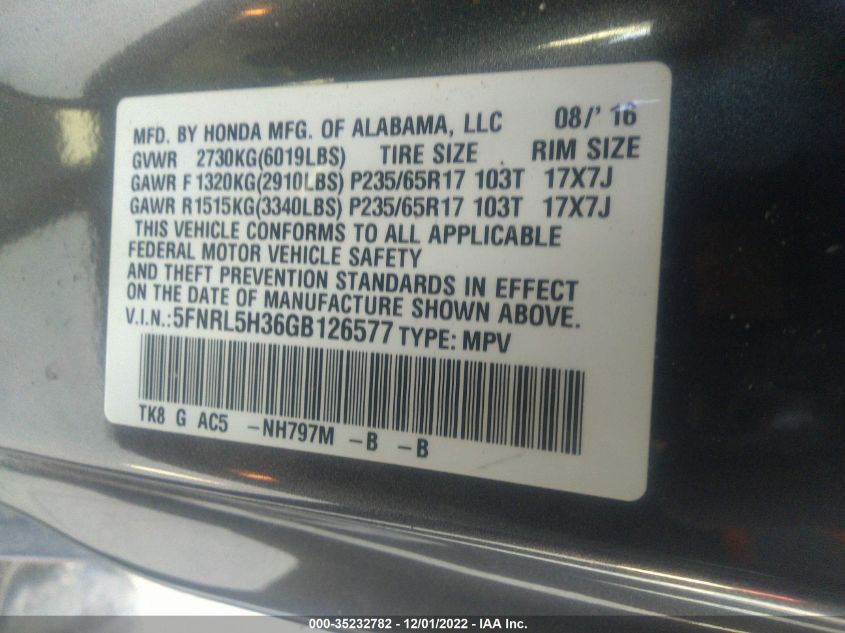 MFD. BY HONDA MFG. OF ALABAMA, LLC 08/'16
GVWR 2730KG(6019LBS) TIRE SIZE RIM SIZE
GAWR F1320KG(2910LBS) P235/65R17 103T 17X7J
GAWR R1515KG(3340LBS) P235/65R17 103T 17X7J
THIS VEHICLE CONFORMS TO ALL APPLICABLE
FEDERAL MOTOR VEHICLE SAFETY
AND THEFT PREVENTION STANDARDS IN EFFECT
ON THE DATE OF MANUFACTURE SHOWN ABOVE.
V.I.N.:5FNRL5H36GB126577 TYPE: MPV
TK8 G AC5 -NH797M -B -B
000-35232782 - 12/01/2022 - IAA Inc.